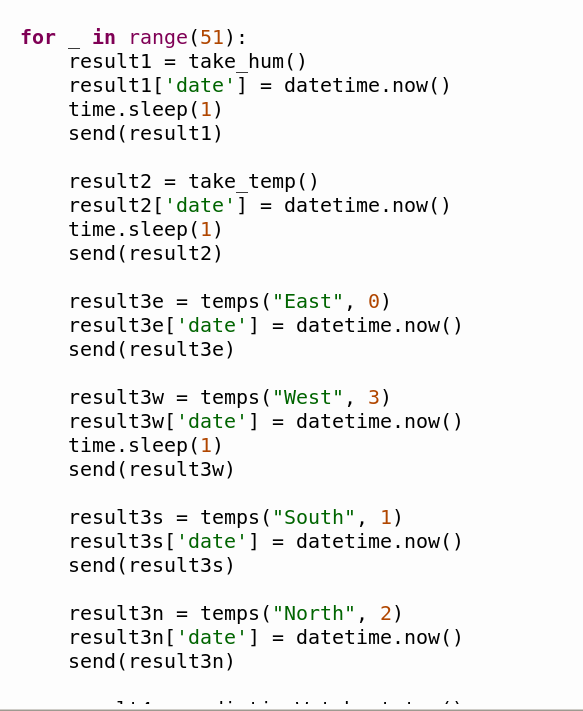 for _ in range(51):
    result1 = take_hum()
    result1['date'] = datetime.now()
    time.sleep(1)
    send(result1)

    result2 = take_temp()
    result2['date'] = datetime.now()
    time.sleep(1)
    send(result2)

    result3e = temps("East", 0)
    result3e['date'] = datetime.now()
    send(result3e)

    result3w = temps("West", 3)
    result3w['date'] = datetime.now()
    time.sleep(1)
    send(result3w)

    result3s = temps("South", 1)
    result3s['date'] = datetime.now()
    send(result3s)

    result3n = temps("North", 2)
    result3n['date'] = datetime.now()
    send(result3n)